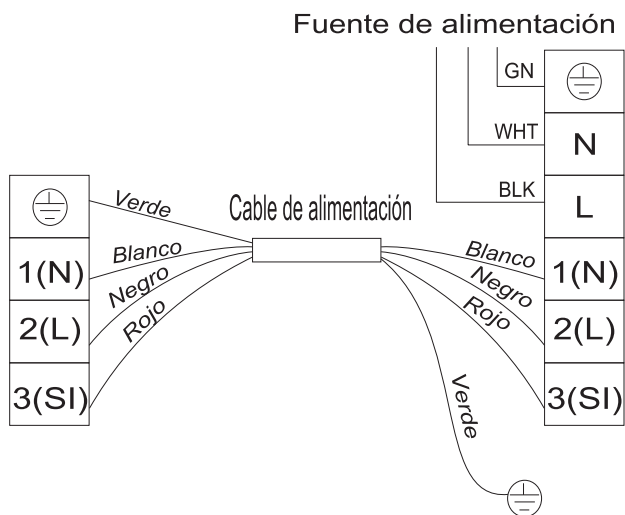 Fuente de alimentación
GN
WHT
N
BLK
L
Verde
Cable de alimentación
1(N)
Blanco
Blanco
1(N)
2(L)
Negro
Negro
2(L)
3(SI)
Rojo
Rojo
3(SI)
Verde